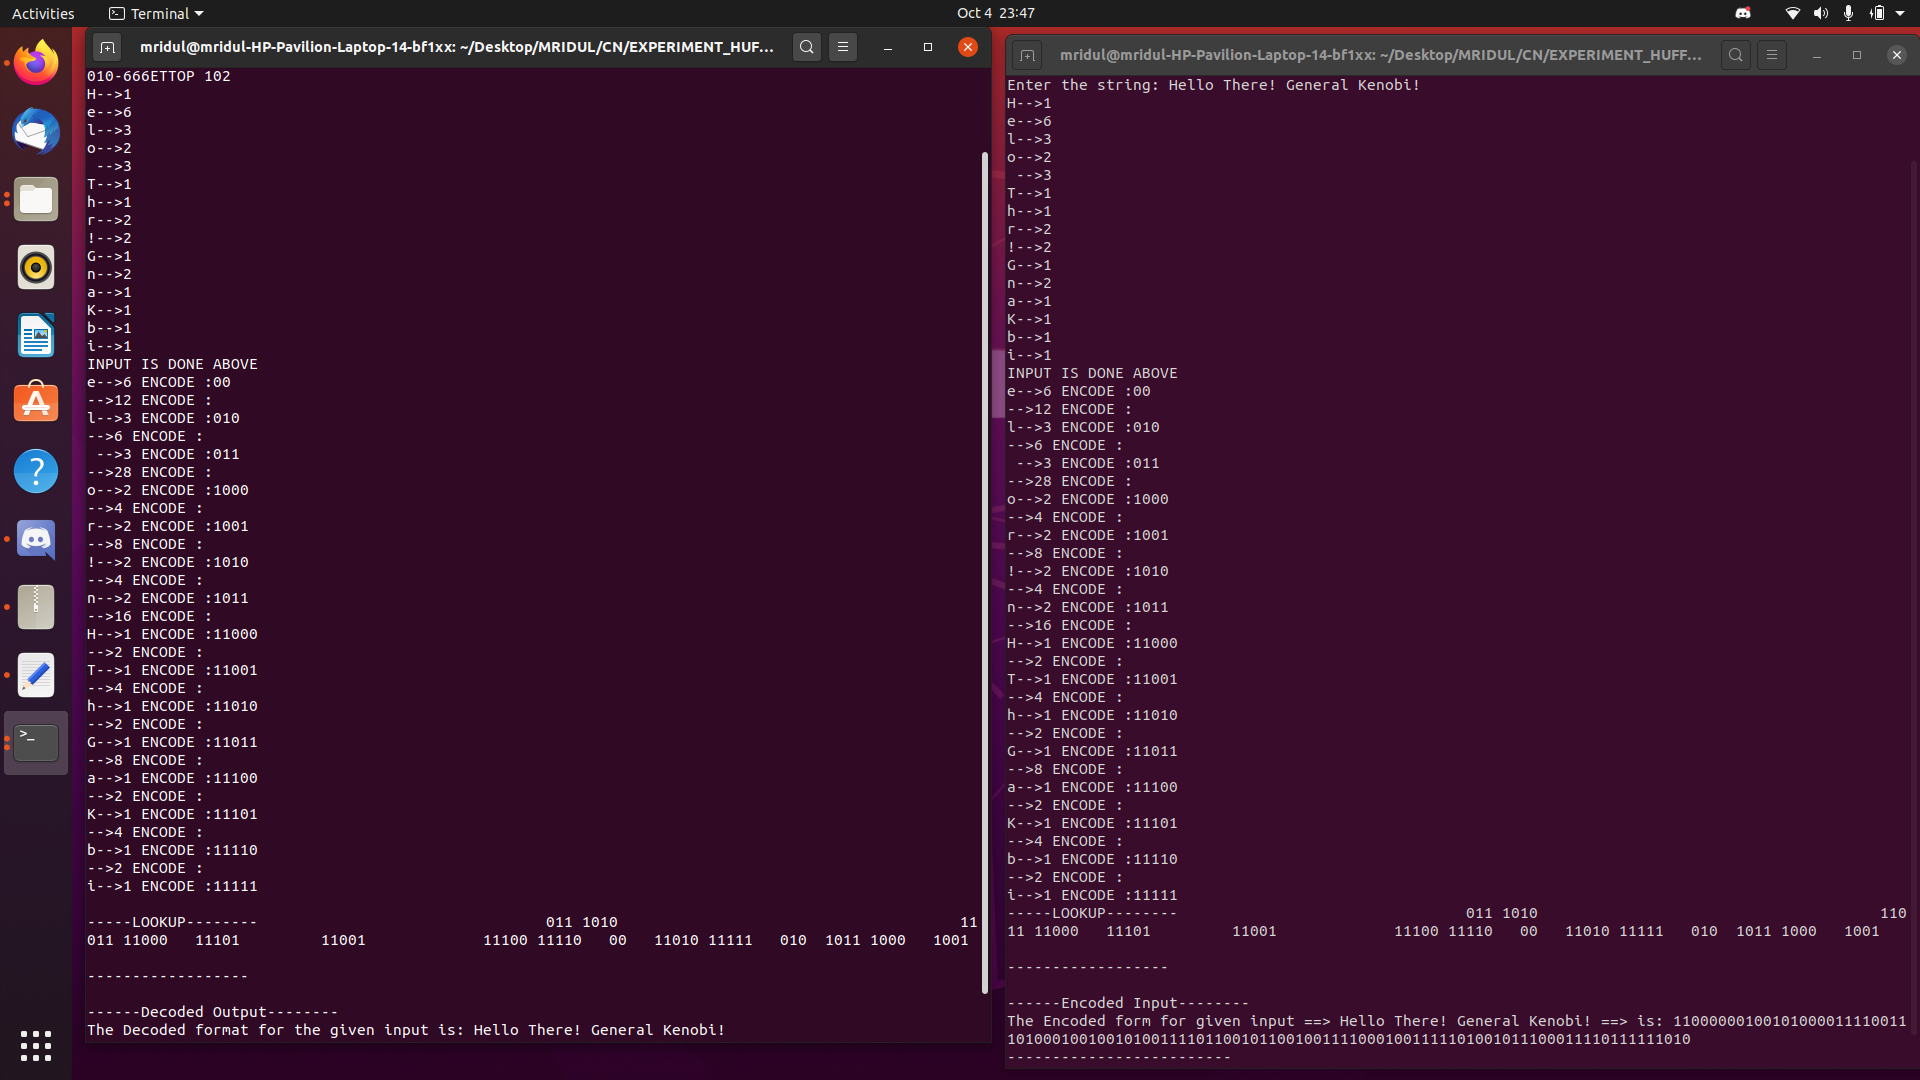 Activities
Terminal
Oct 4 23:47
mridul@mridul-HP-Pavilion-Laptop-14-bf1xx: ~/Desktop/MRIDUL/CN/EXPERIMENT_HUF...
010-666ETTOP 102
H-->1
e-->6
l-->3
o-->2
 -->3
T-->1
h-->1
r-->2
!-->2
G-->1
n-->2
a-->1
K-->1
b-->1
i-->1
INPUT IS DONE ABOVE
e-->6 ENCODE :00
-->12 ENCODE :
l-->3 ENCODE :010
-->6 ENCODE :
 -->3 ENCODE :011
-->28 ENCODE :
o-->2 ENCODE :1000
-->4 ENCODE :
r-->2 ENCODE :1001
-->8 ENCODE :
!-->2 ENCODE :1010
-->4 ENCODE :
n-->2 ENCODE :1011
-->16 ENCODE :
H-->1 ENCODE :11000
-->2 ENCODE :
T-->1 ENCODE :11001
-->4 ENCODE :
h-->1 ENCODE :11010
-->2 ENCODE :
G-->1 ENCODE :11011
-->8 ENCODE :
a-->1 ENCODE :11100
-->2 ENCODE :
K-->1 ENCODE :11101
-->4 ENCODE :
b-->1 ENCODE :11110
-->2 ENCODE :
i-->1 ENCODE :11111
-----LOOKUP--------                                011 1010                                      11
011 11000   11101         11001             11100 11110   00   11010 11111   010  1011 1000   1001
------------------
------Decoded Output--------
The Decoded format for the given input is: Hello There! General Kenobi!
mridul@mridul-HP-Pavilion-Laptop-14-bf1xx: ~/Desktop/MRIDUL/CN/EXPERIMENT_HUFF...
Enter the string: Hello There! General Kenobi!
H-->1
e-->6
l-->3
o-->2
 -->3
T-->1
h-->1
r-->2
!-->2
G-->1
n-->2
a-->1
K-->1
b-->1
i-->1
INPUT IS DONE ABOVE
e-->6 ENCODE :00
-->12 ENCODE :
l-->3 ENCODE :010
-->6 ENCODE :
 -->3 ENCODE :011
-->28 ENCODE :
o-->2 ENCODE :1000
-->4 ENCODE :
r-->2 ENCODE :1001
-->8 ENCODE :
!-->2 ENCODE :1010
-->4 ENCODE :
n-->2 ENCODE :1011
-->16 ENCODE :
H-->1 ENCODE :11000
-->2 ENCODE :
T-->1 ENCODE :11001
-->4 ENCODE :
h-->1 ENCODE :11010
-->2 ENCODE :
G-->1 ENCODE :11011
-->8 ENCODE :
a-->1 ENCODE :11100
-->2 ENCODE :
K-->1 ENCODE :11101
-->4 ENCODE :
b-->1 ENCODE :11110
-->2 ENCODE :
i-->1 ENCODE :11111
-----LOOKUP--------                                011 1010                                      110
11 11000   11101         11001             11100 11110   00   11010 11111   010  1011 1000   1001
------------------
------Encoded Input--------
The Encoded form for given input ==> Hello There! General Kenobi! ==> is: 11000000100101000011110011
1010001001001010011110110010110010011110001001111101001011100011110111111010
-------------------------